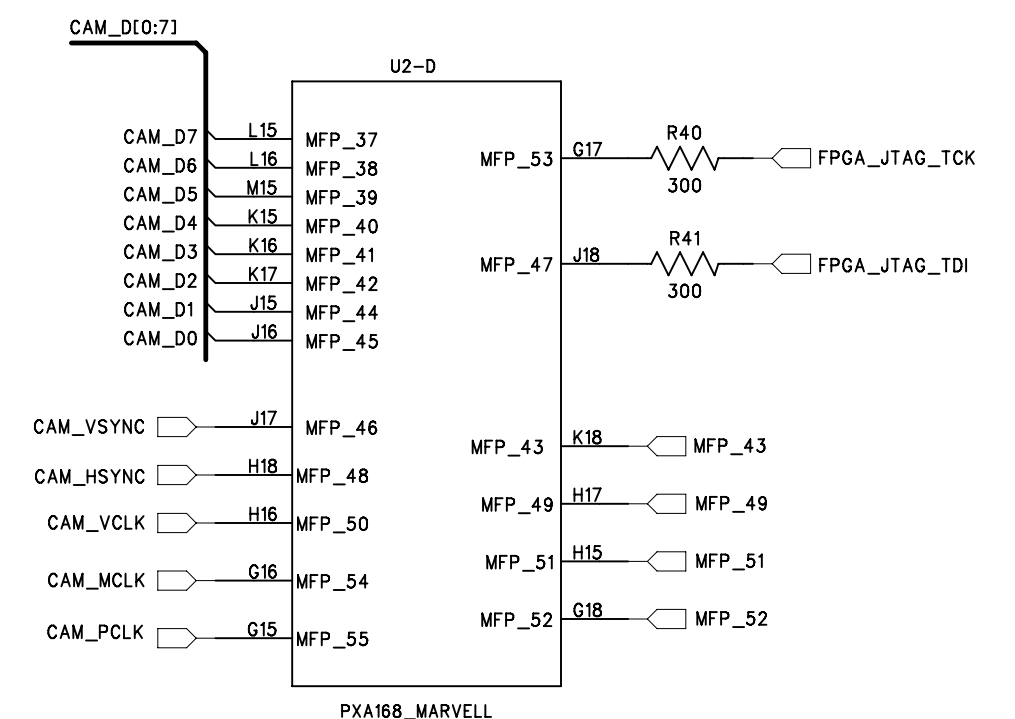 CAM_D[0:7]
U2-D
CAM_D7 L15 MFP_37
CAM_D6 L16 MFP_38
CAM_D5 M15 MFP_39
CAM_D4 K15 MFP_40
CAM_D3 K16 MFP_41
CAM_D2 K17 MFP_42
CAM_D1 J15 MFP_44
CAM_D0 J16 MFP_45
CAM_VSYNC J17 MFP_46
CAM_HSYNC H18 MFP_48
CAM_VCLK H16 MFP_50
CAM_MCLK G16 MFP_54
CAM_PCLK G15 MFP_55
R40
MFP_53 G17 FPGA_JTAG_TCK
300
R41
MFP_47 J18 FPGA_JTAG_TDI
300
MFP_43 K18 MFP_43
MFP_49 H17 MFP_49
MFP_51 H15 MFP_51
MFP_52 G18 MFP_52
PXA168_MARVELL